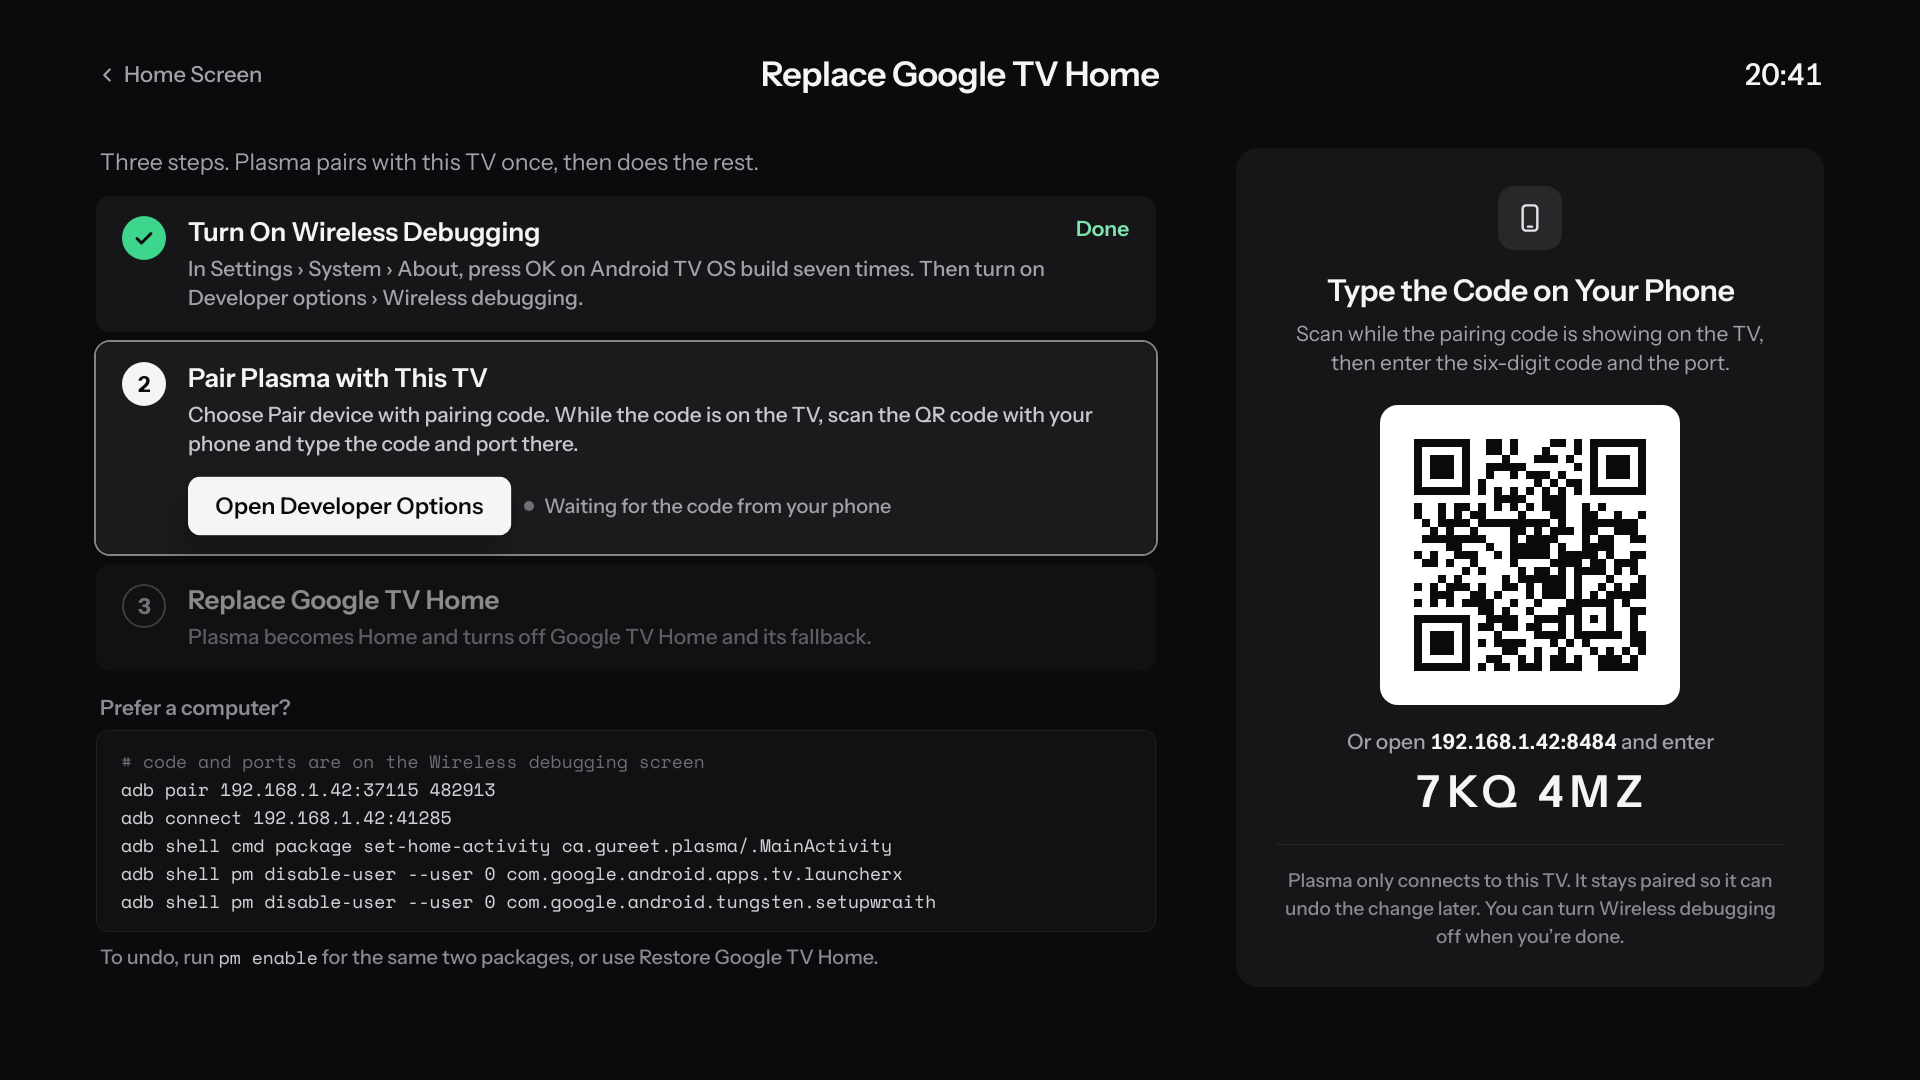 Home Screen
Replace Google TV Home
20:41
Three steps. Plasma pairs with this TV once, then does the rest.
Turn On Wireless Debugging
Done
In Settings › System › About, press OK on Android TV OS build seven times. Then turn on
Developer options › Wireless debugging.
2
Pair Plasma with This TV
Choose Pair device with pairing code. While the code is on the TV, scan the QR code with your
phone and type the code and port there.
Open Developer Options
Waiting for the code from your phone
3
Replace Google TV Home
Plasma becomes Home and turns off Google TV Home and its fallback.
Prefer a computer?
# code and ports are on the Wireless debugging screen
adb pair 192.168.1.42:37115 482913
adb connect 192.168.1.42:41285
adb shell cmd package set-home-activity ca.gureet.plasma/.MainActivity
adb shell pm disable-user --user 0 com.google.android.apps.tv.launcherx
adb shell pm disable-user --user 0 com.google.android.tungsten.setupwraith
To undo, run pm enable for the same two packages, or use Restore Google TV Home.
Type the Code on Your Phone
Scan while the pairing code is showing on the TV,
then enter the six-digit code and the port.
Or open 192.168.1.42:8484 and enter
7KQ 4MZ
Plasma only connects to this TV. It stays paired so it can
undo the change later. You can turn Wireless debugging
off when you’re done.